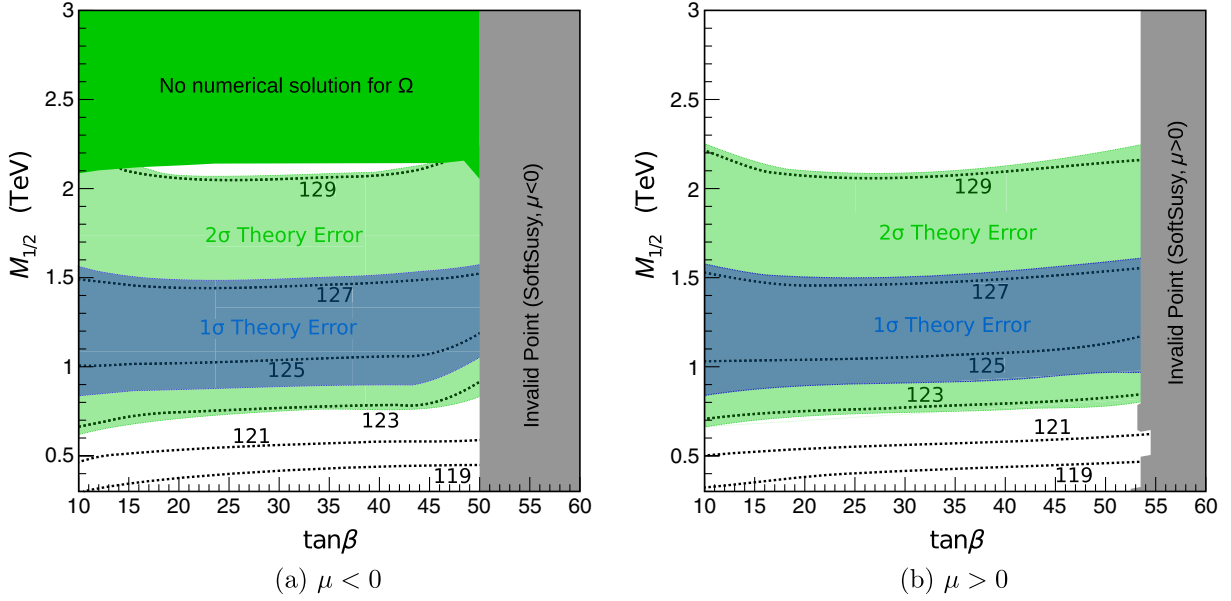 3
2.5
2
1.5
1
0.5
M1/2 (TeV)
No numerical solution for Ω
129
2σ Theory Error
127
1σ Theory Error
125
123
121
119
Invalid Point (SoftSusy, μ<0)
10 15 20 25 30 35 40 45 50 55 60
tanβ
(a) μ < 0
3
2.5
2
1.5
1
0.5
M1/2 (TeV)
129
2σ Theory Error
127
1σ Theory Error
125
123
121
119
Invalid Point (SoftSusy, μ>0)
10 15 20 25 30 35 40 45 50 55 60
tanβ
(b) μ > 0